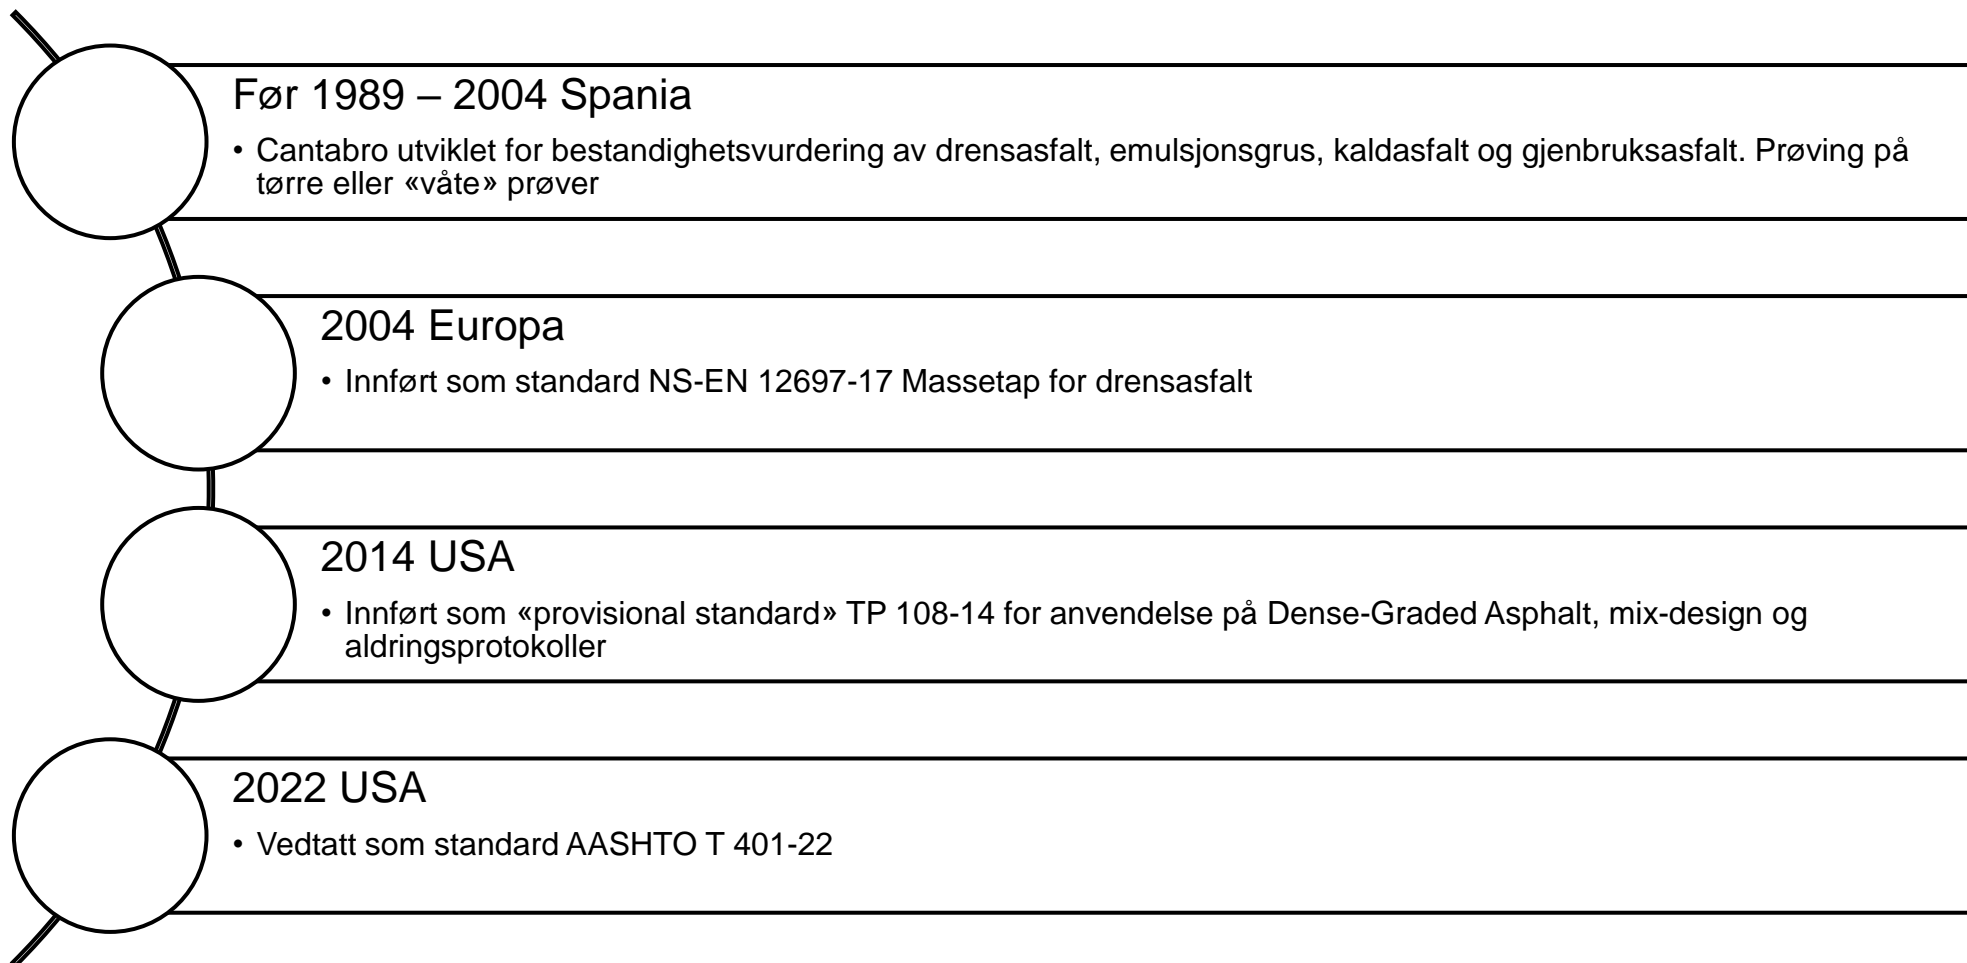 Før 1989 – 2004 Spania
• Cantabro utviklet for bestandighetsvurdering av drensasfalt, emulsjonsgrus, kaldasfalt og gjenbruksasfalt. Prøving på
tørre eller «våte» prøver
2004 Europa
• Innført som standard NS-EN 12697-17 Massetap for drensasfalt
2014 USA
• Innført som «provisional standard» TP 108-14 for anvendelse på Dense-Graded Asphalt, mix-design og
aldringsprotokoller
2022 USA
• Vedtatt som standard AASHTO T 401-22